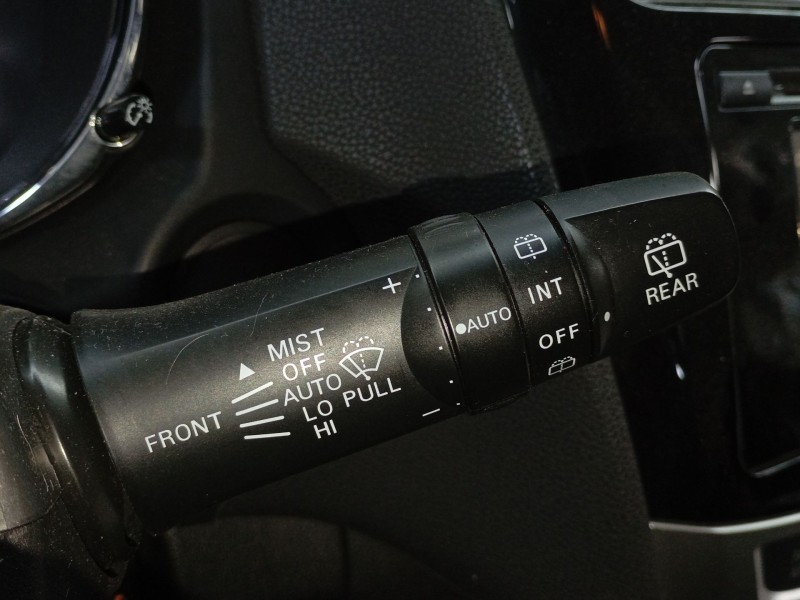 MIST
OFF
AUTO
LO PULL
HI
FRONT
+
−
AUTO
INT
OFF
REAR